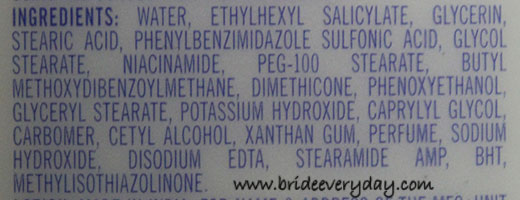 INGREDIENTS: WATER, ETHYLHEXYL SALICYLATE, GLYCERIN,
STEARIC ACID, PHENYLBENZIMIDAZOLE SULFONIC ACID, GLYCOL
STEARATE, NIACINAMIDE, PEG-100 STEARATE, BUTYL
METHOXYDIBENZOYLMETHANE, DIMETHICONE, PHENOXYETHANOL,
GLYCERYL STEARATE, POTASSIUM HYDROXIDE, CAPRYLYL GLYCOL,
CARBOMER, CETYL ALCOHOL, XANTHAN GUM, PERFUME, SODIUM
HYDROXIDE, DISODIUM EDTA, STEARAMIDE AMP, BHT,
METHYLISOTHIAZOLINONE.
www.brideeveryday.com